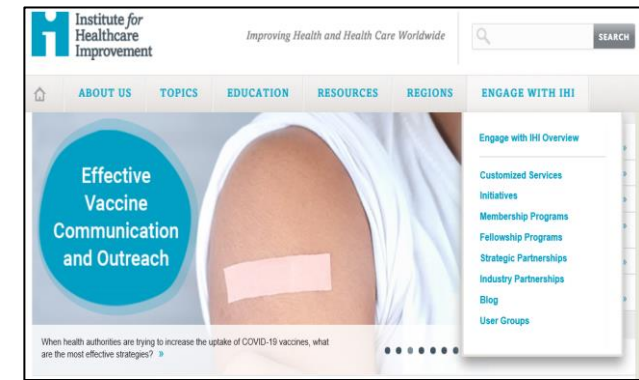 Institute for
Healthcare
Improvement
Improving Health and Health Care Worldwide
SEARCH
ABOUT US TOPICS EDUCATION RESOURCES REGIONS ENGAGE WITH IHI
Engage with IHI Overview
Customized Services
Initiatives
Membership Programs
Fellowship Programs
Strategic Partnerships
Industry Partnerships
Blog
User Groups
Effective
Vaccine
Communication
and Outreach
When health authorities are trying to increase the uptake of COVID-19 vaccines, what
are the most effective strategies? »